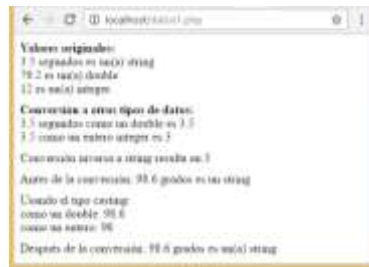 localhost/
Valores originales:
3.5 segundos es un(a) string
78.2 es un(a) double
12 es un(a) integer
Conversión a otros tipos de datos:
3.5 segundos como un double es 3.5
3.5 como un entero integer es 3
Conversión inversa a string resulta en 3
Antes de la conversión: 98.6 grados es un string
Usando el tipo casting:
como un double: 98.6
como un entero: 98
Después de la conversión: 98.6 grados es un(a) string